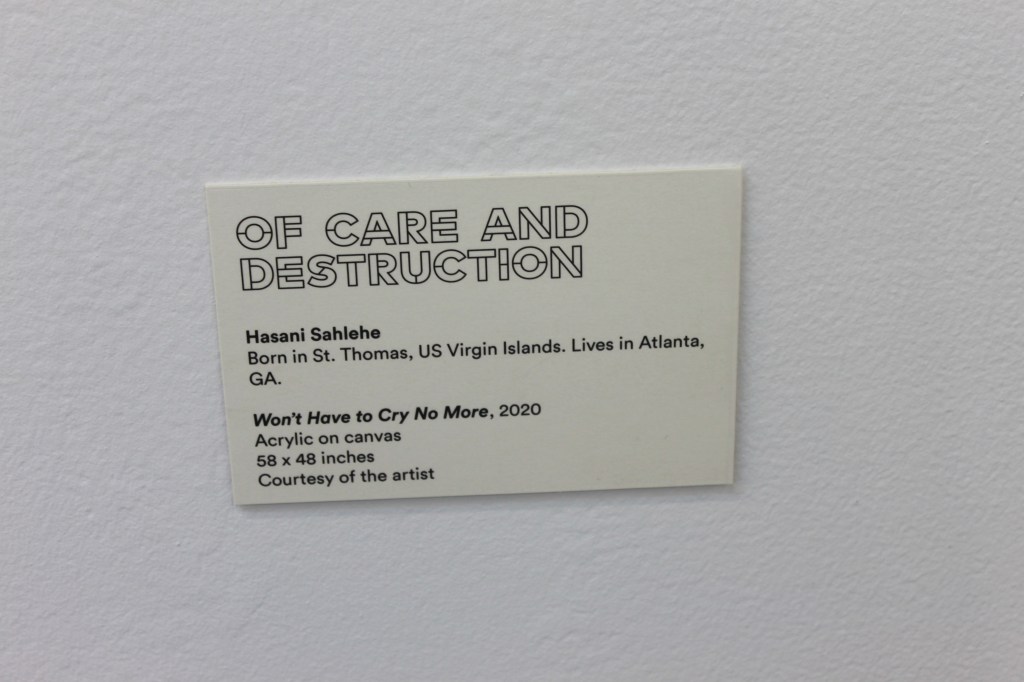 OF CARE AND
DESTRUCTION
Hasani Sahlehe
Born in St. Thomas, US Virgin Islands. Lives in Atlanta,
GA.
Won't Have to Cry No More, 2020
Acrylic on canvas
58 x 48 inches
Courtesy of the artist